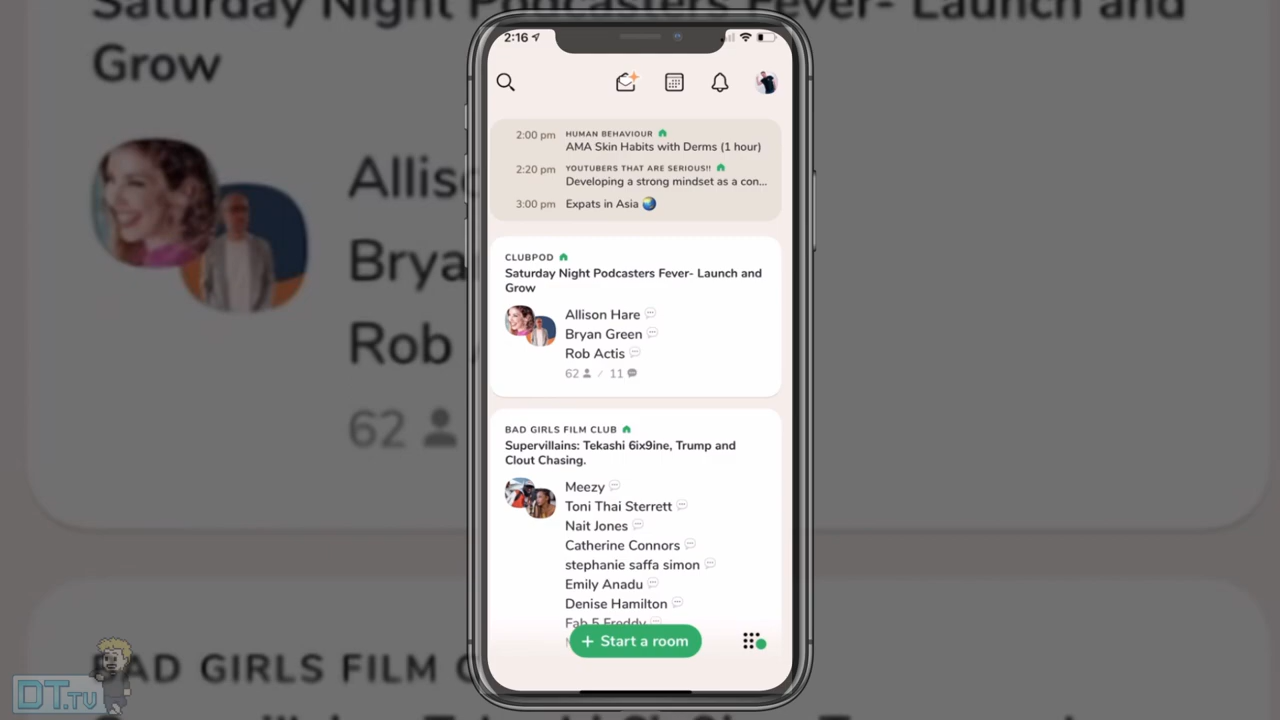 Saturday Night Podcasters Fever- Launch and
Grow
Rob
62
BAD GIRLS FILM C
DT.TV
2:16
2:00 pm HUMAN BEHAVIOUR
AMA Skin Habits with Derms (1 hour)
2:20 pm YOUTUBERS THAT ARE SERIOUS!!
Developing a strong mindset as a con...
3:00 pm Expats in Asia
CLUBPOD
Saturday Night Podcasters Fever- Launch and
Grow
Allison Hare
Bryan Green
Rob Actis
62 / 11
BAD GIRLS FILM CLUB
Supervillains: Tekashi 6ix9ine, Trump and
Clout Chasing.
Meezy
Toni Thai Sterrett
Nait Jones
Catherine Connors
stephanie saffa simon
Emily Anadu
Denise Hamilton
Fab 5 Freddy
+ Start a room